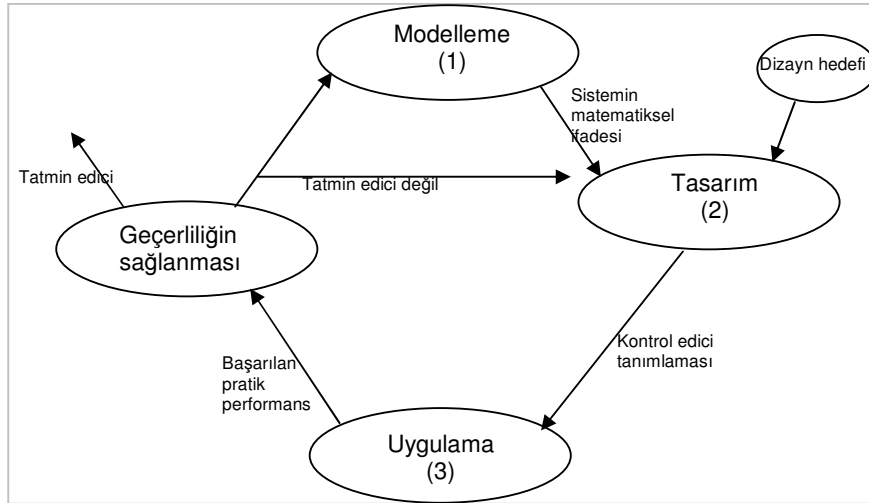 Modelleme
(1)
Dizayn hedefi
Sistemin
matematiksel
ifadesi
Tatmin edici
Tatmin edici değil
Tasarım
(2)
Geçerliliğin
sağlanması
Kontrol edici
tanımlaması
Başarılan
pratik
performans
Uygulama
(3)